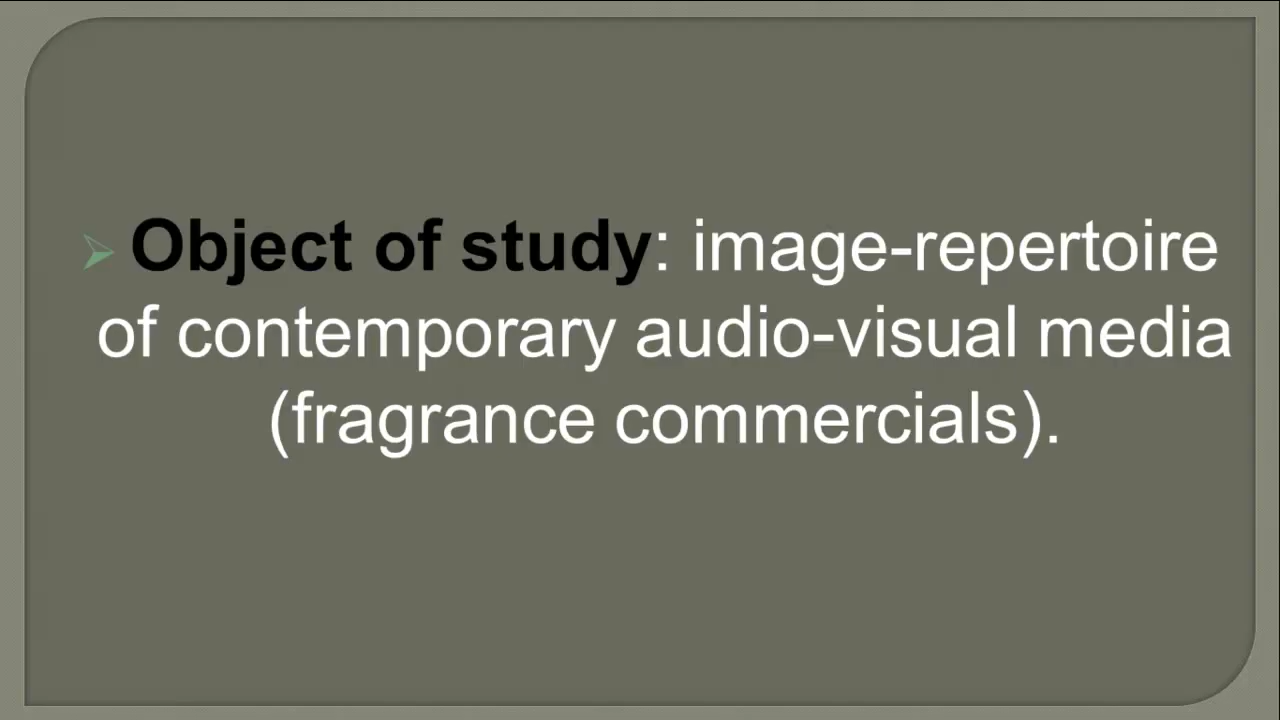 Object of study: image-repertoire
of contemporary audio-visual media
(fragrance commercials).